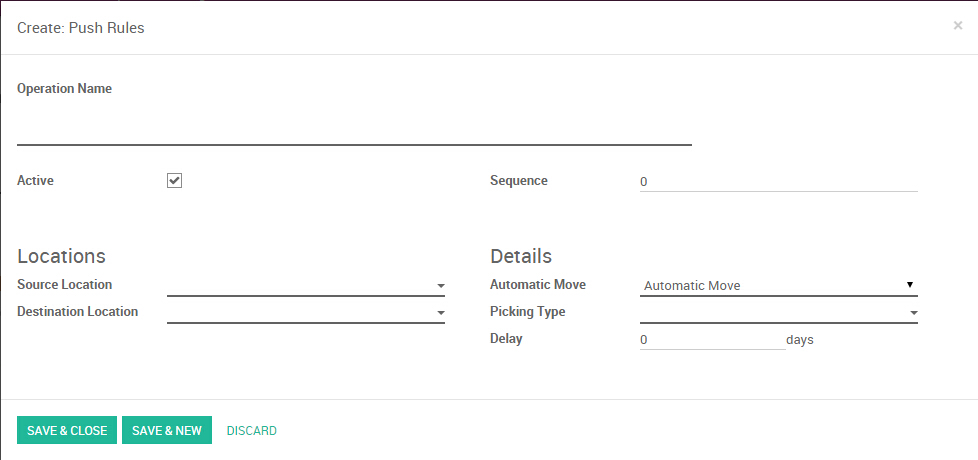 Create: Push Rules ×
Operation Name
Active Sequence 0
Locations Details
Source Location Automatic Move Automatic Move
Destination Location Picking Type
Delay 0 days
SAVE & CLOSE SAVE & NEW DISCARD